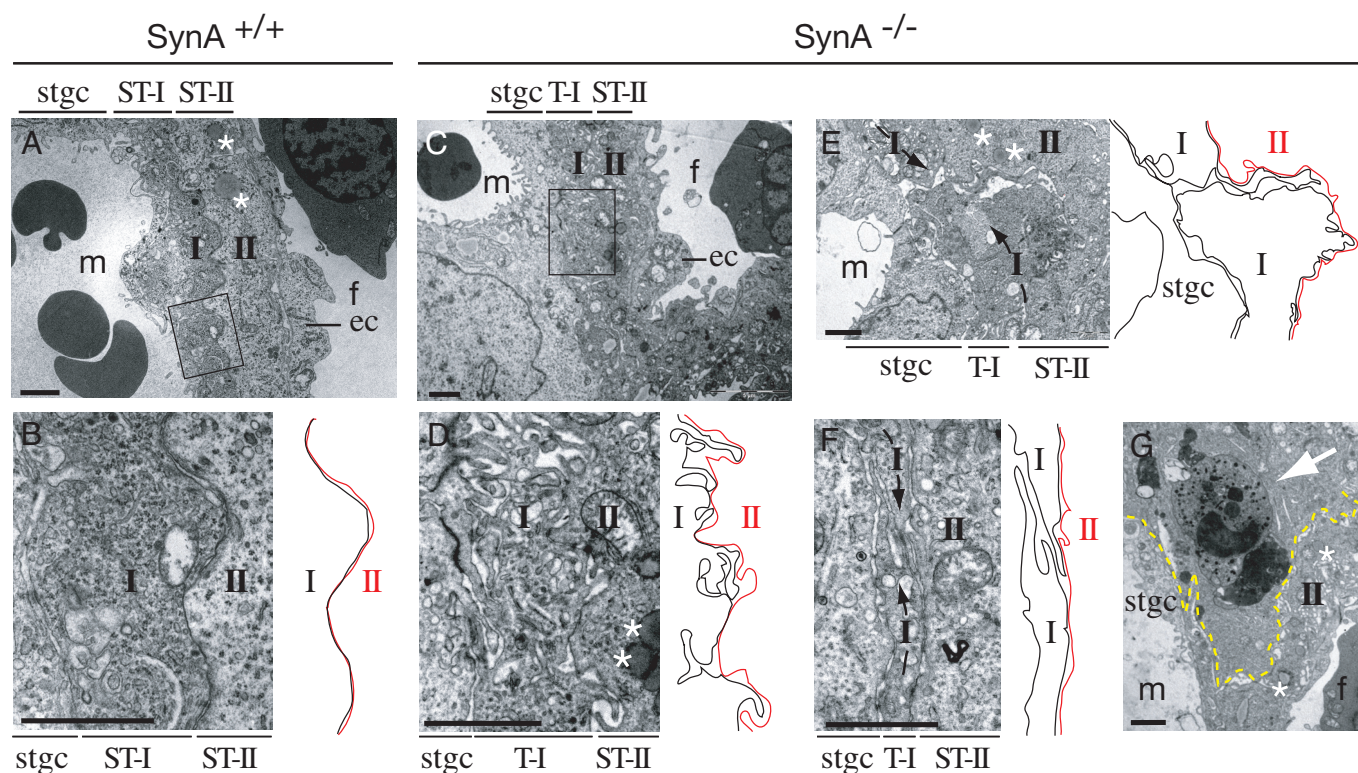 SynA +/+
SynA -/-
stgc ST-I ST-II
stgc T-I ST-II
A
*
*
I II
m
f
ec
C
m
I II
f
ec
E
I
* *
II
m
I
stgc T-I ST-II
I II
I
stgc
B
I II
stgc ST-I ST-II
I II
D
I II
*
*
stgc T-I ST-II
I II
F
I
II
I
stgc T-I ST-II
I
II
I
G
stgc
*
II
m
*
f